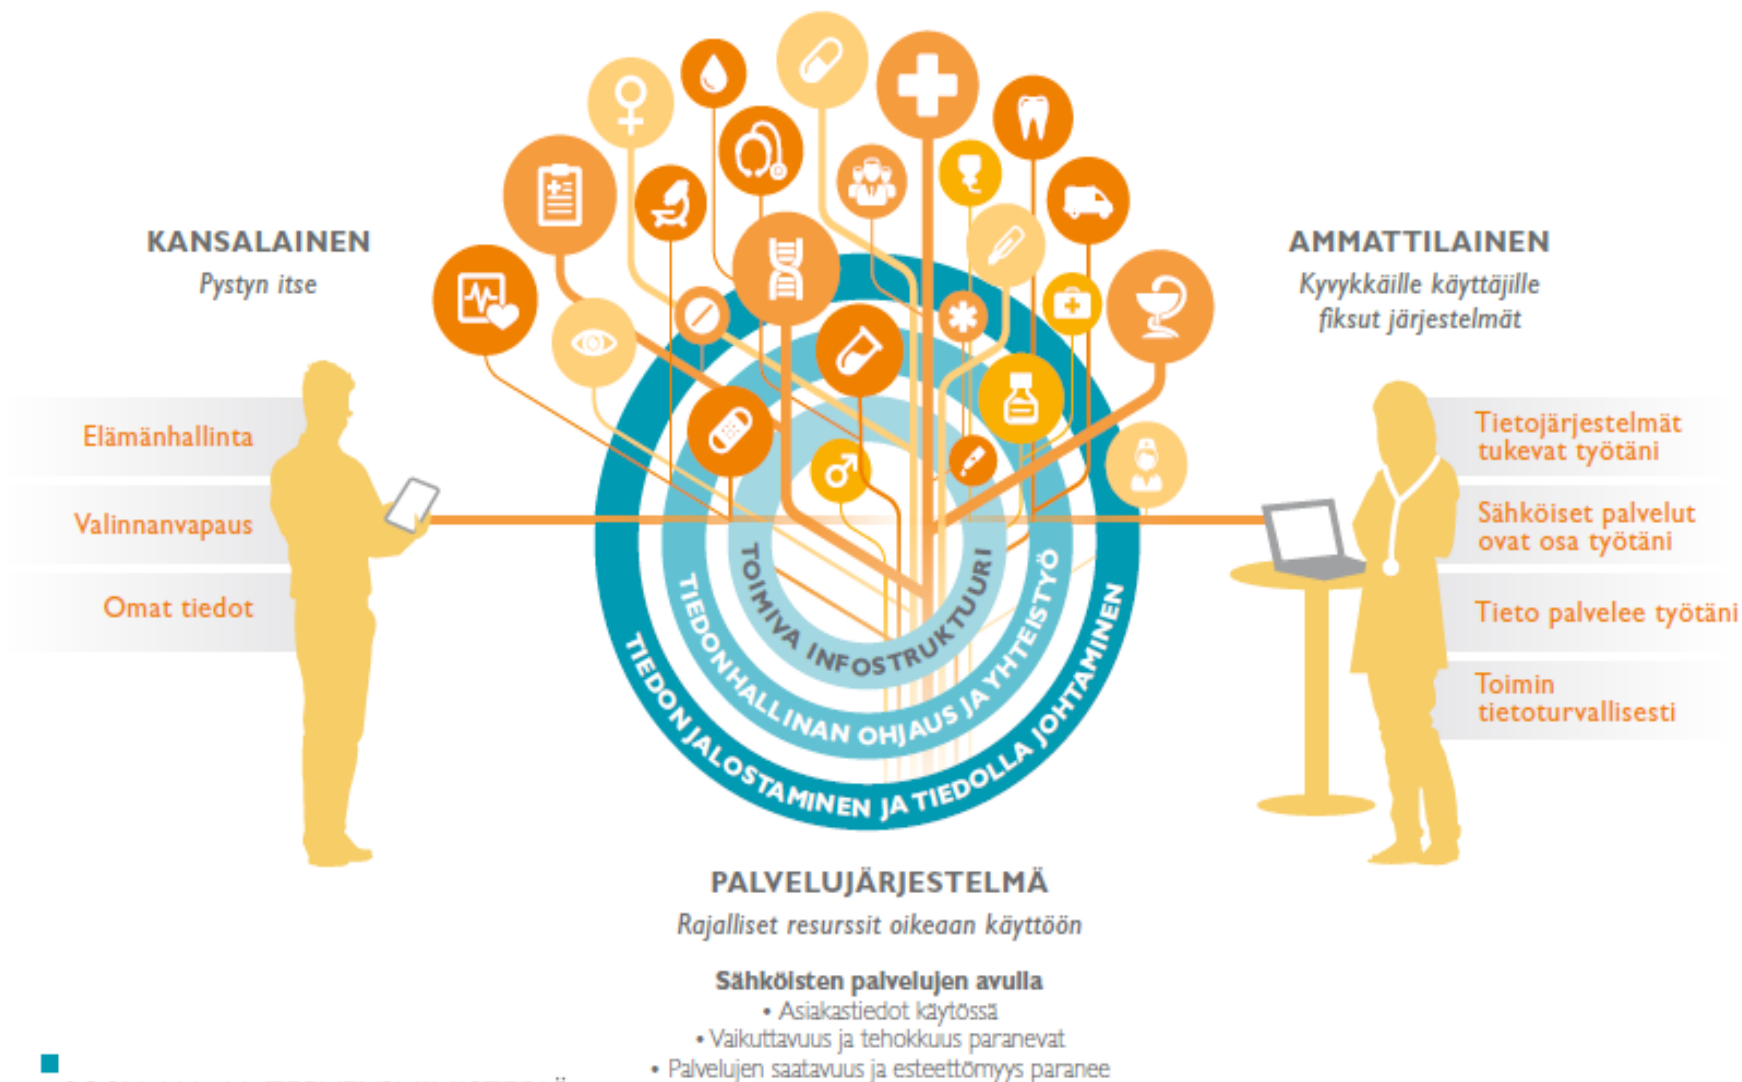 KANSALAINEN
Pystyn itse
Elämänhallinta
Valinnanvapaus
Omat tiedot
TOIMIVA INFOSTRUKTUURI
TIEDONHALLINAN OHJAUS JA YHTEISTYÖ
TIEDON JALOSTAMINEN JA TIEDOLLA JOHTAMINEN
AMMATTILAINEN
Kyvykkäille käyttäjille
fiksut järjestelmät
Tietojärjestelmät
tukevat työtäni
Sähköiset palvelut
ovat osa työtäni
Tieto palvelee työtäni
Toimin
tietoturvallisesti
PALVELUJÄRJESTELMÄ
Rajalliset resurssit oikeaan käyttöön
Sähköisten palvelujen avulla
• Asiakastiedot käytössä
• Vaikuttavuus ja tehokkuus paranevat
• Palvelujen saatavuus ja esteettömyys paranee